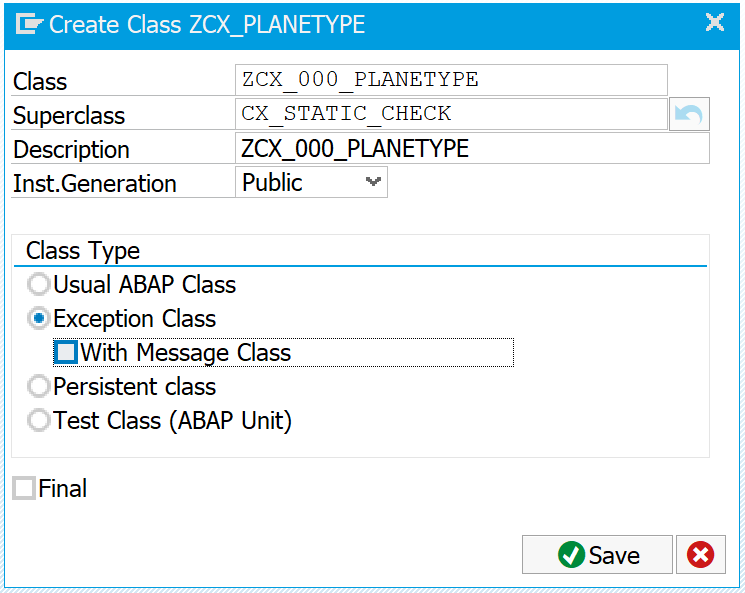 Create Class ZCX_PLANETYPE
Class ZCX_000_PLANETYPE
Superclass CX_STATIC_CHECK
Description ZCX_000_PLANETYPE
Inst.Generation Public
Class Type
Usual ABAP Class
Exception Class
With Message Class
Persistent class
Test Class (ABAP Unit)
Final
Save